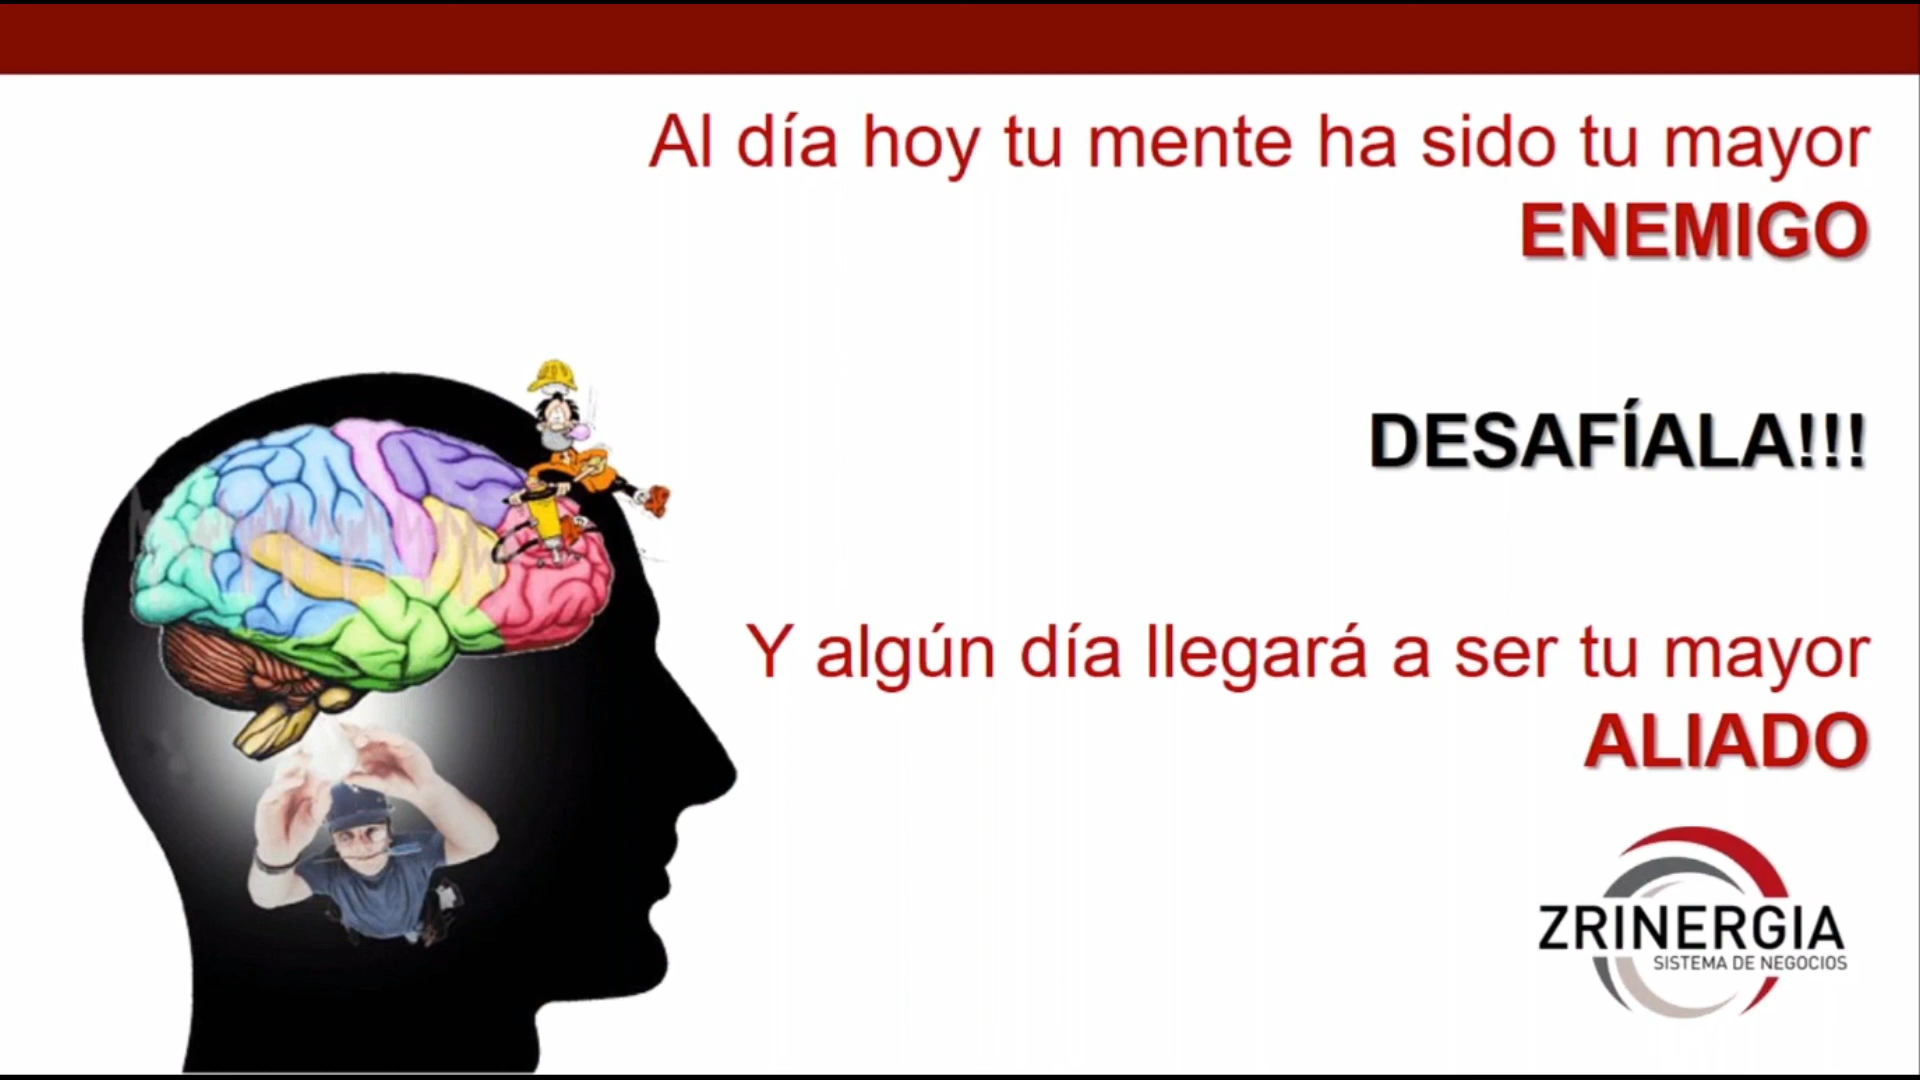 Al día hoy tu mente ha sido tu mayor
ENEMIGO
DESAFÍALA!!!
Y algún día llegará a ser tu mayor
ALIADO
ZRINERGIA
SISTEMA DE NEGOCIOS